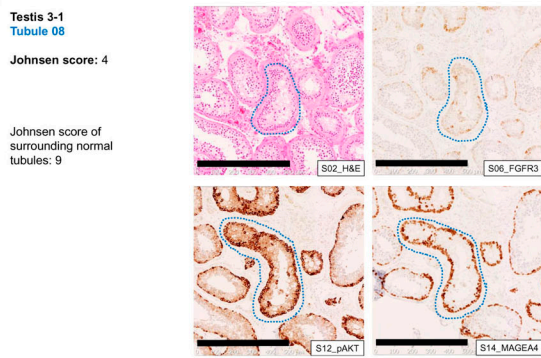 Testis 3-1
Tubule 08
Johnsen score: 4
Johnsen score of
surrounding normal
tubules: 9
S02_H&E
S06_FGFR3
S12_pAKT
S14_MAGEA4